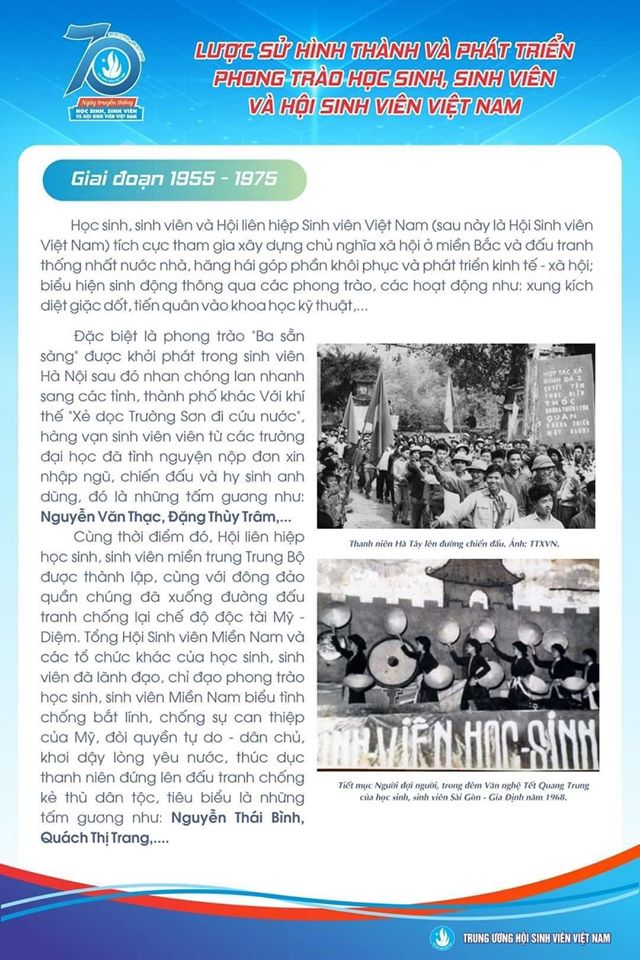 70
Ngày truyền thống
HỌC SINH, SINH VIÊN
VÀ HỘI SINH VIÊN VIỆT NAM
LƯỢC SỬ HÌNH THÀNH VÀ PHÁT TRIỂN
PHONG TRÀO HỌC SINH, SINH VIÊN
VÀ HỘI SINH VIÊN VIỆT NAM
Giai đoạn 1955 - 1975
Học sinh, sinh viên và Hội liên hiệp Sinh viên Việt Nam (sau này là Hội Sinh viên
Việt Nam) tích cực tham gia xây dựng chủ nghĩa xã hội ở miền Bắc và đấu tranh
thống nhất nước nhà, hăng hái góp phần khôi phục và phát triển kinh tế - xã hội;
biểu hiện sinh động thông qua các phong trào, các hoạt động như: xung kích
diệt giặc dốt, tiến quân vào khoa học kỹ thuật,...
Đặc biệt là phong trào "Ba sẵn
sàng" được khởi phát trong sinh viên
Hà Nội sau đó nhan chóng lan nhanh
sang các tỉnh, thành phố khác Với khí
thế "Xẻ dọc Trường Sơn đi cứu nước",
hàng vạn sinh viên viên từ các trường
đại học đã tình nguyện nộp đơn xin
nhập ngũ, chiến đấu và hy sinh anh
dũng, đó là những tấm gương như:
Nguyễn Văn Thạc, Đặng Thùy Trâm,...
Cùng thời điểm đó, Hội liên hiệp
học sinh, sinh viên miền trung Trung Bộ
được thành lập, cùng với đông đảo
quần chúng đã xuống đường đấu
tranh chống lại chế độ độc tài Mỹ -
Diệm. Tổng Hội Sinh viên Miền Nam và
các tổ chức khác của học sinh, sinh
viên đã lãnh đạo, chỉ đạo phong trào
học sinh, sinh viên Miền Nam biểu tình
chống bắt lính, chống sự can thiệp
của Mỹ, đòi quyền tự do - dân chủ,
khơi dậy lòng yêu nước, thúc dục
thanh niên đứng lên đấu tranh chống
kẻ thù dân tộc, tiêu biểu là những
tấm gương như: Nguyễn Thái Bình,
Quách Thị Trang,....
HỢP TÁC XÃ
QUYẾT TÂM
THÓC
QUÂN
Thanh niên Hà Tây lên đường chiến đấu. Ảnh: TTXVN.
SINH VIÊN HỌC-SINH
Tiết mục Người đợi người, trong đêm Văn nghệ Tết Quang Trung
của học sinh, sinh viên Sài Gòn - Gia Định năm 1968.
TRUNG ƯƠNG HỘI SINH VIÊN VIỆT NAM